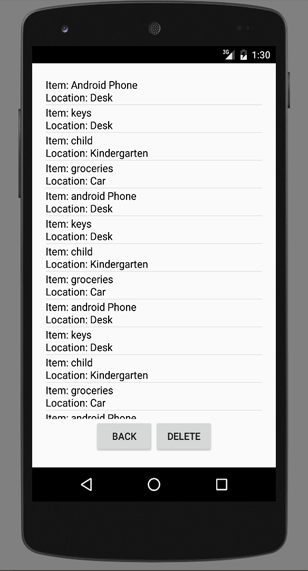 3G
1:30
Item: Android Phone
Location: Desk
Item: keys
Location: Desk
Item: child
Location: Kindergarten
Item: groceries
Location: Car
Item: android Phone
Location: Desk
Item: keys
Location: Desk
Item: child
Location: Kindergarten
Item: groceries
Location: Car
Item: android Phone
Location: Desk
Item: keys
Location: Desk
Item: child
Location: Kindergarten
Item: groceries
Location: Car
Item: android Phone
BACK DELETE